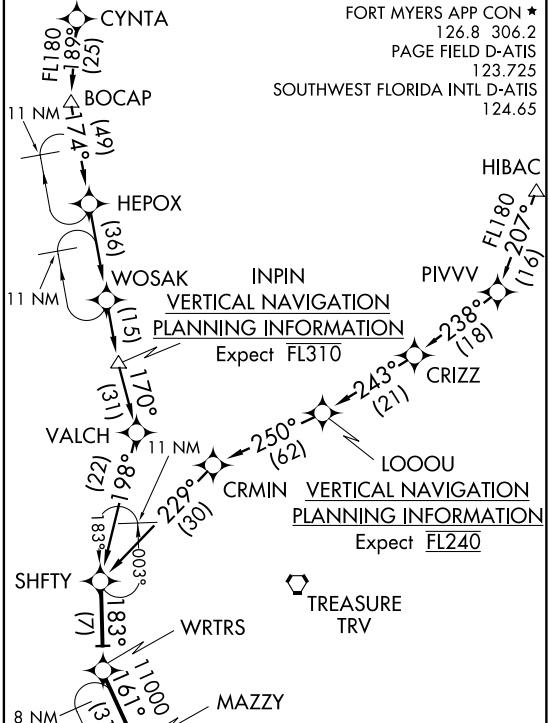 CYNTA
FL180
189°
(25)
BOCAP
11 NM
174°
(49)
HEPOX
(36)
WOSAK
11 NM
(15)
INPIN
VERTICAL NAVIGATION
PLANNING INFORMATION
Expect FL310
170°
(31)
VALCH
11 NM
198°
(22)
183°
003°
SHFTY
183°
(7)
WRTRS
11000
161°
(3
8 NM
MAZZY
FORT MYERS APP CON ★
126.8 306.2
PAGE FIELD D-ATIS
123.725
SOUTHWEST FLORIDA INTL D-ATIS
124.65
HIBAC
FL180
207°
(16)
PIVVV
238°
(18)
CRIZZ
243°
(21)
LOOOU
VERTICAL NAVIGATION
PLANNING INFORMATION
Expect FL240
250°
(62)
CRMIN
229°
(30)
TREASURE
TRV